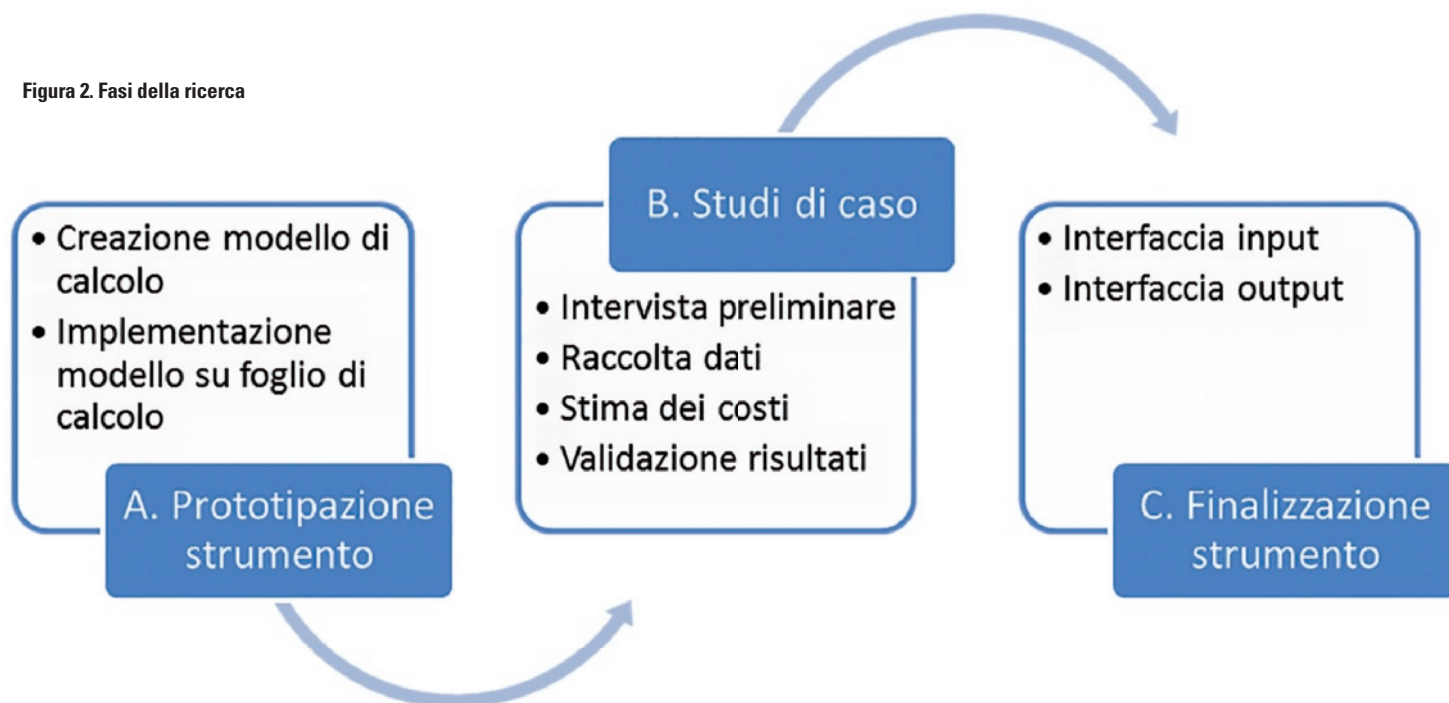 Figura 2. Fasi della ricerca
• Creazione modello di
calcolo
• Implementazione
modello su foglio di
calcolo
A. Prototipazione
strumento
B. Studi di caso
• Intervista preliminare
• Raccolta dati
• Stima dei costi
• Validazione risultati
• Interfaccia input
• Interfaccia output
C. Finalizzazione
strumento